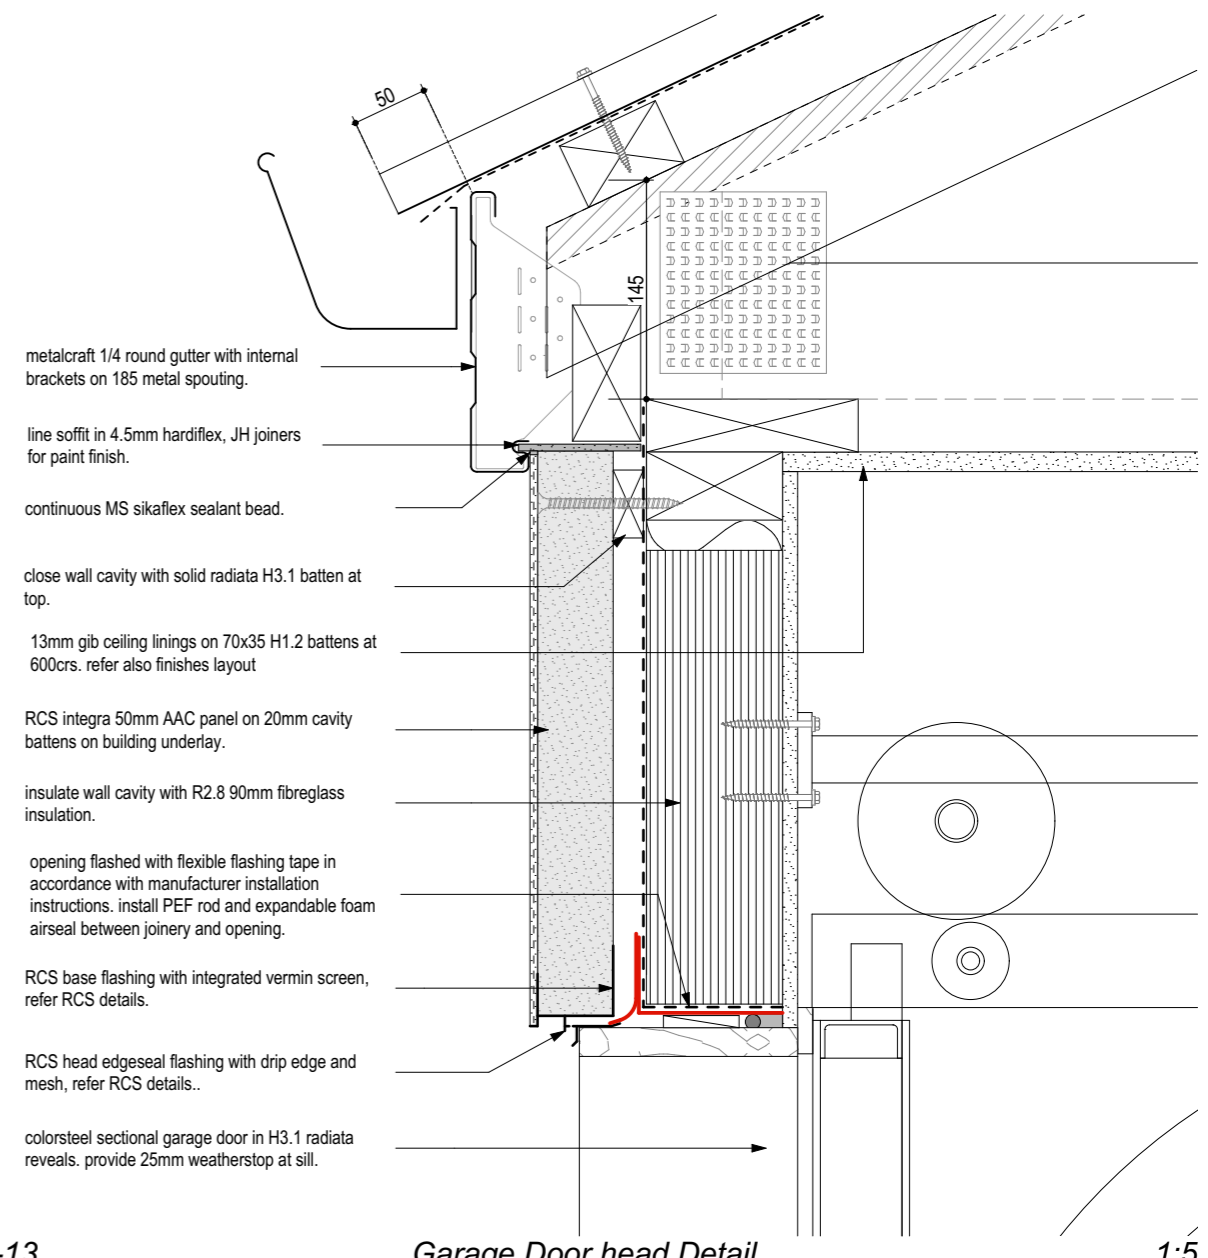 50
145
metalcraft 1/4 round gutter with internal
brackets on 185 metal spouting.
line soffit in 4.5mm hardiflex, JH joiners
for paint finish.
continuous MS sikaflex sealant bead.
close wall cavity with solid radiata H3.1 batten at
top.
13mm gib ceiling linings on 70x35 H1.2 battens at
600crs. refer also finishes layout
RCS integra 50mm AAC panel on 20mm cavity
battens on building underlay.
insulate wall cavity with R2.8 90mm fibreglass
insulation.
opening flashed with flexible flashing tape in
accordance with manufacturer installation
instructions. install PEF rod and expandable foam
airseal between joinery and opening.
RCS base flashing with integrated vermin screen,
refer RCS details.
RCS head edgeseal flashing with drip edge and
mesh, refer RCS details..
colorsteel sectional garage door in H3.1 radiata
reveals. provide 25mm weatherstop at sill.
-13 Garage Door head Detail 1:5